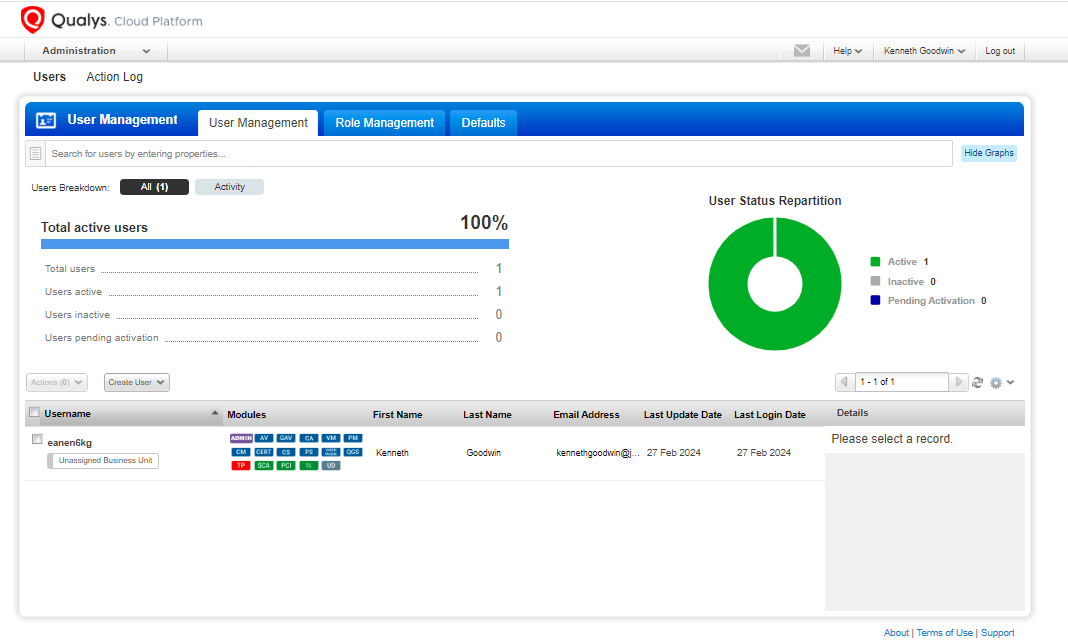 Qualys. Cloud Platform
Administration
Help
Kenneth Goodwin
Log out
Users
Action Log
User Management
User Management
Role Management
Defaults
Search for users by entering properties...
Hide Graphs
Users Breakdown:
All (1)
Activity
Total active users 100%
Total users 1
Users active 1
Users inactive 0
Users pending activation 0
User Status Repartition
Active 1
Inactive 0
Pending Activation 0
Actions (0)
Create User
1 - 1 of 1
Username Modules First Name Last Name Email Address Last Update Date Last Login Date Details
eanen6kg
Unassigned Business Unit
ADMIN AV GAV CA VM PM
CM CERT CS PS QGS
TP SCA PCI TC UD
Kenneth Goodwin kennethgoodwin@j... 27 Feb 2024 27 Feb 2024
Please select a record.
About | Terms of Use | Support